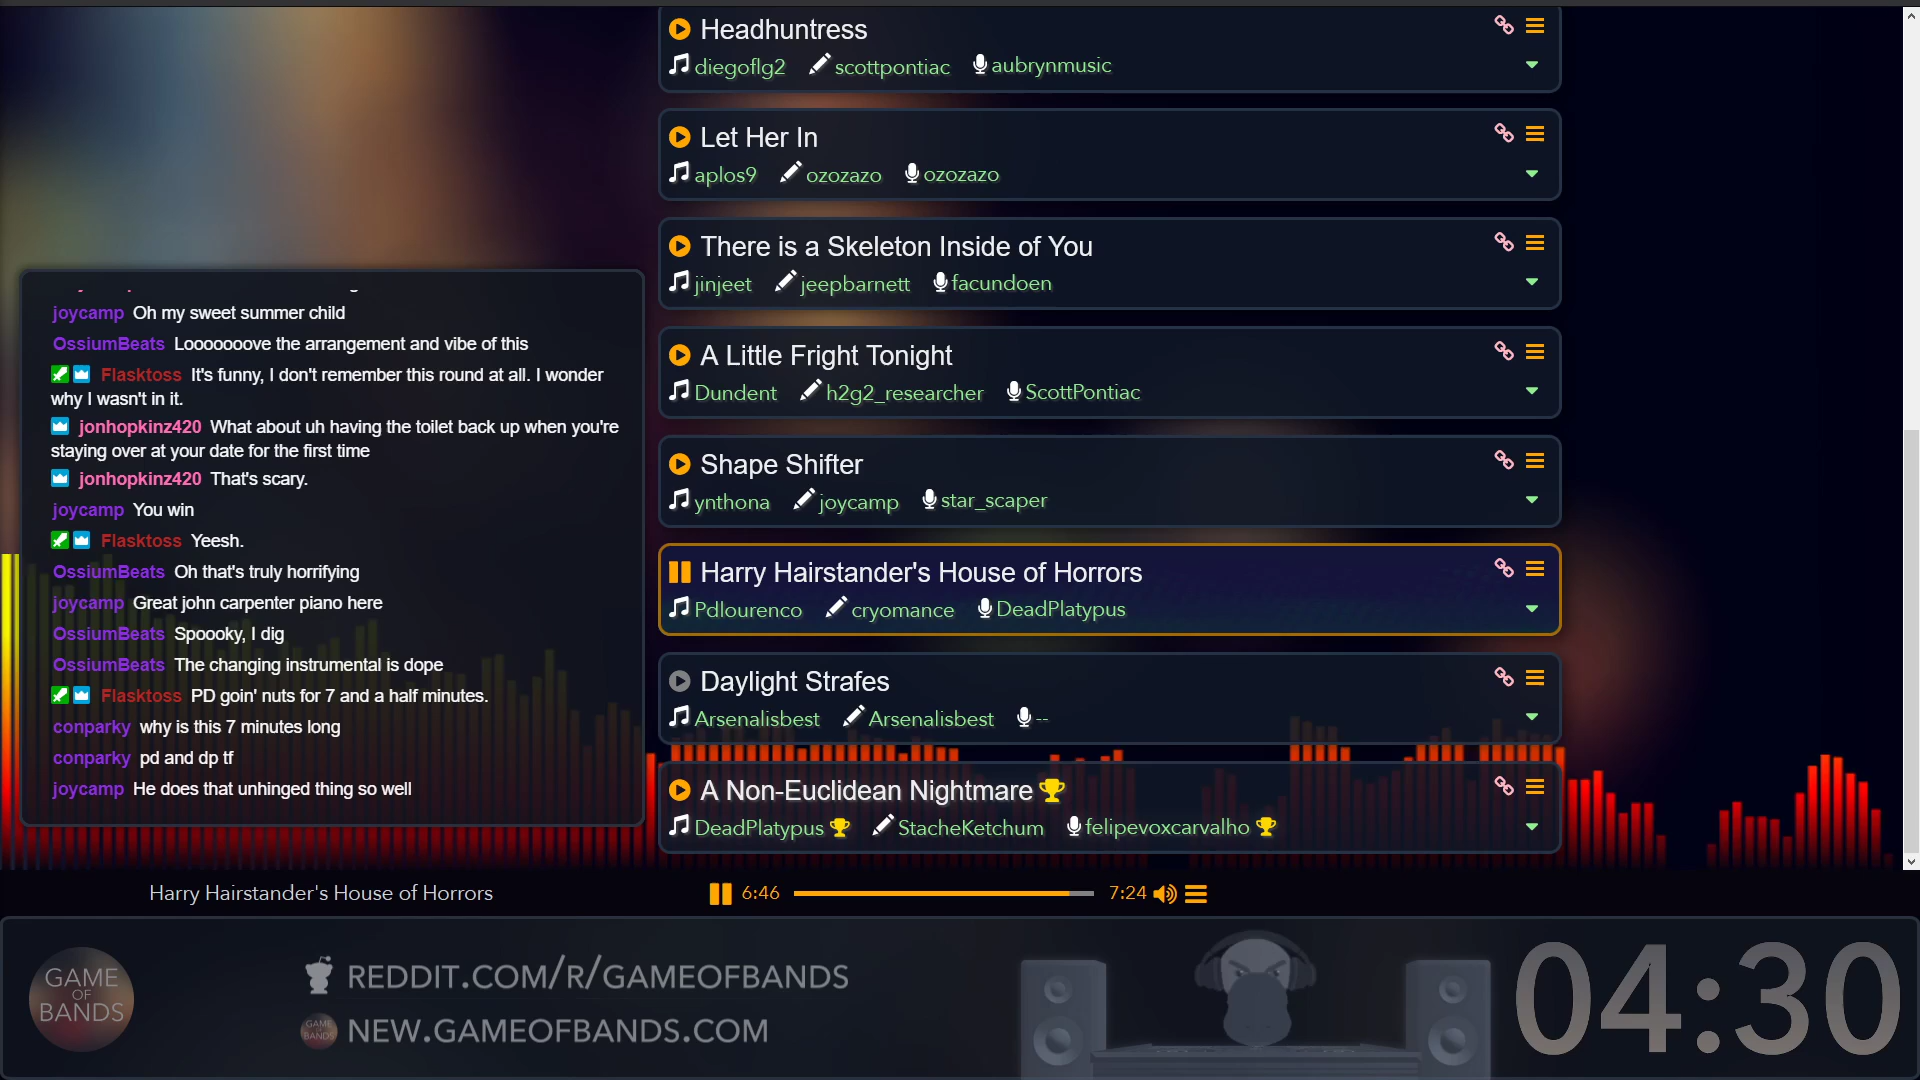 Headhuntress
diegoflg2 scottpontiac aubrynmusic
Let Her In
aplos9 ozozazo ozozazo
There is a Skeleton Inside of You
jinjeet jeepbarnett facundoen
A Little Fright Tonight
Dundent h2g2_researcher ScottPontiac
Shape Shifter
ynthona joycamp star_scaper
Harry Hairstander's House of Horrors
Pdlourenco cryomance DeadPlatypus
Daylight Strafes
Arsenalisbest Arsenalisbest --
A Non-Euclidean Nightmare
DeadPlatypus StacheKetchum felipevoxcarvalho
joycamp Oh my sweet summer child
OssiumBeats Looooooove the arrangement and vibe of this
Flasktoss It's funny, I don't remember this round at all. I wonder
why I wasn't in it.
jonhopkinz420 What about uh having the toilet back up when you're
staying over at your date for the first time
jonhopkinz420 That's scary.
joycamp You win
Flasktoss Yeesh.
OssiumBeats Oh that's truly horrifying
joycamp Great john carpenter piano here
OssiumBeats Spoooky, I dig
OssiumBeats The changing instrumental is dope
Flasktoss PD goin' nuts for 7 and a half minutes.
conparky why is this 7 minutes long
conparky pd and dp tf
joycamp He does that unhinged thing so well
Harry Hairstander's House of Horrors
6:46 7:24
GAME
OF
BANDS
REDDIT.COM/R/GAMEOFBANDS
GAME
OF
BANDS
NEW.GAMEOFBANDS.COM
04:30